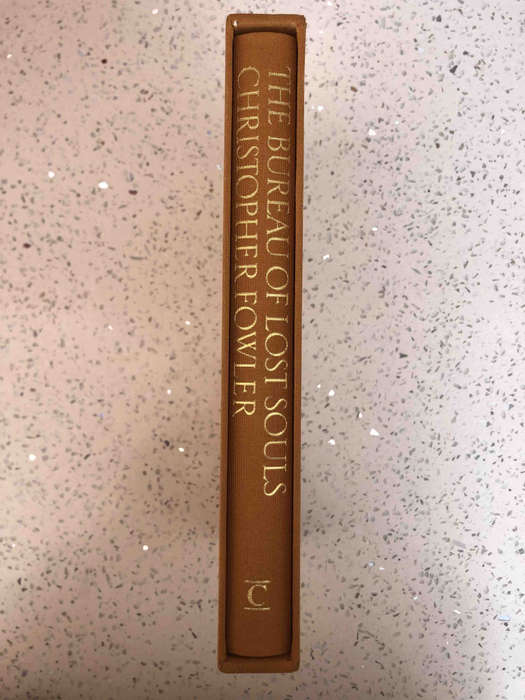 THE BUREAU OF LOST SOULS
CHRISTOPHER FOWLER
C